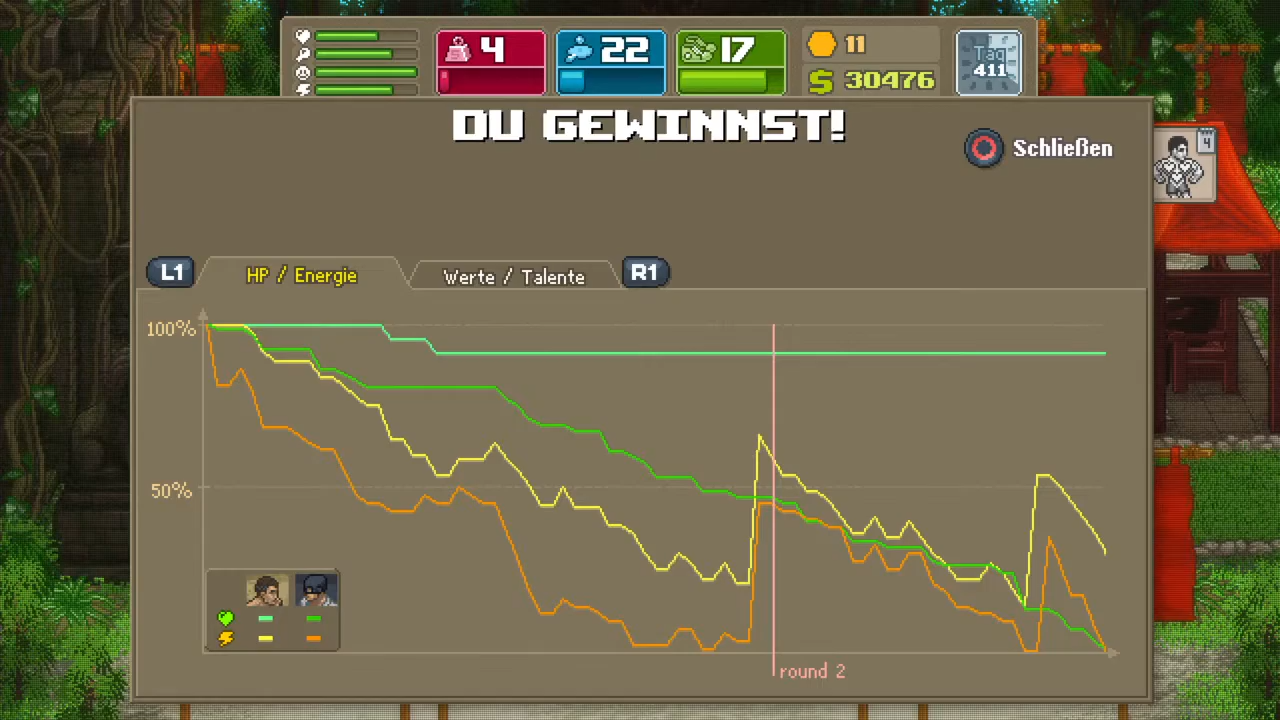 4
22
17
11
$ 30476
Tag
411
DU GEWINNST!
Schließen
4
L1
HP / Energie
Werte / Talente
R1
100%
50%
round 2